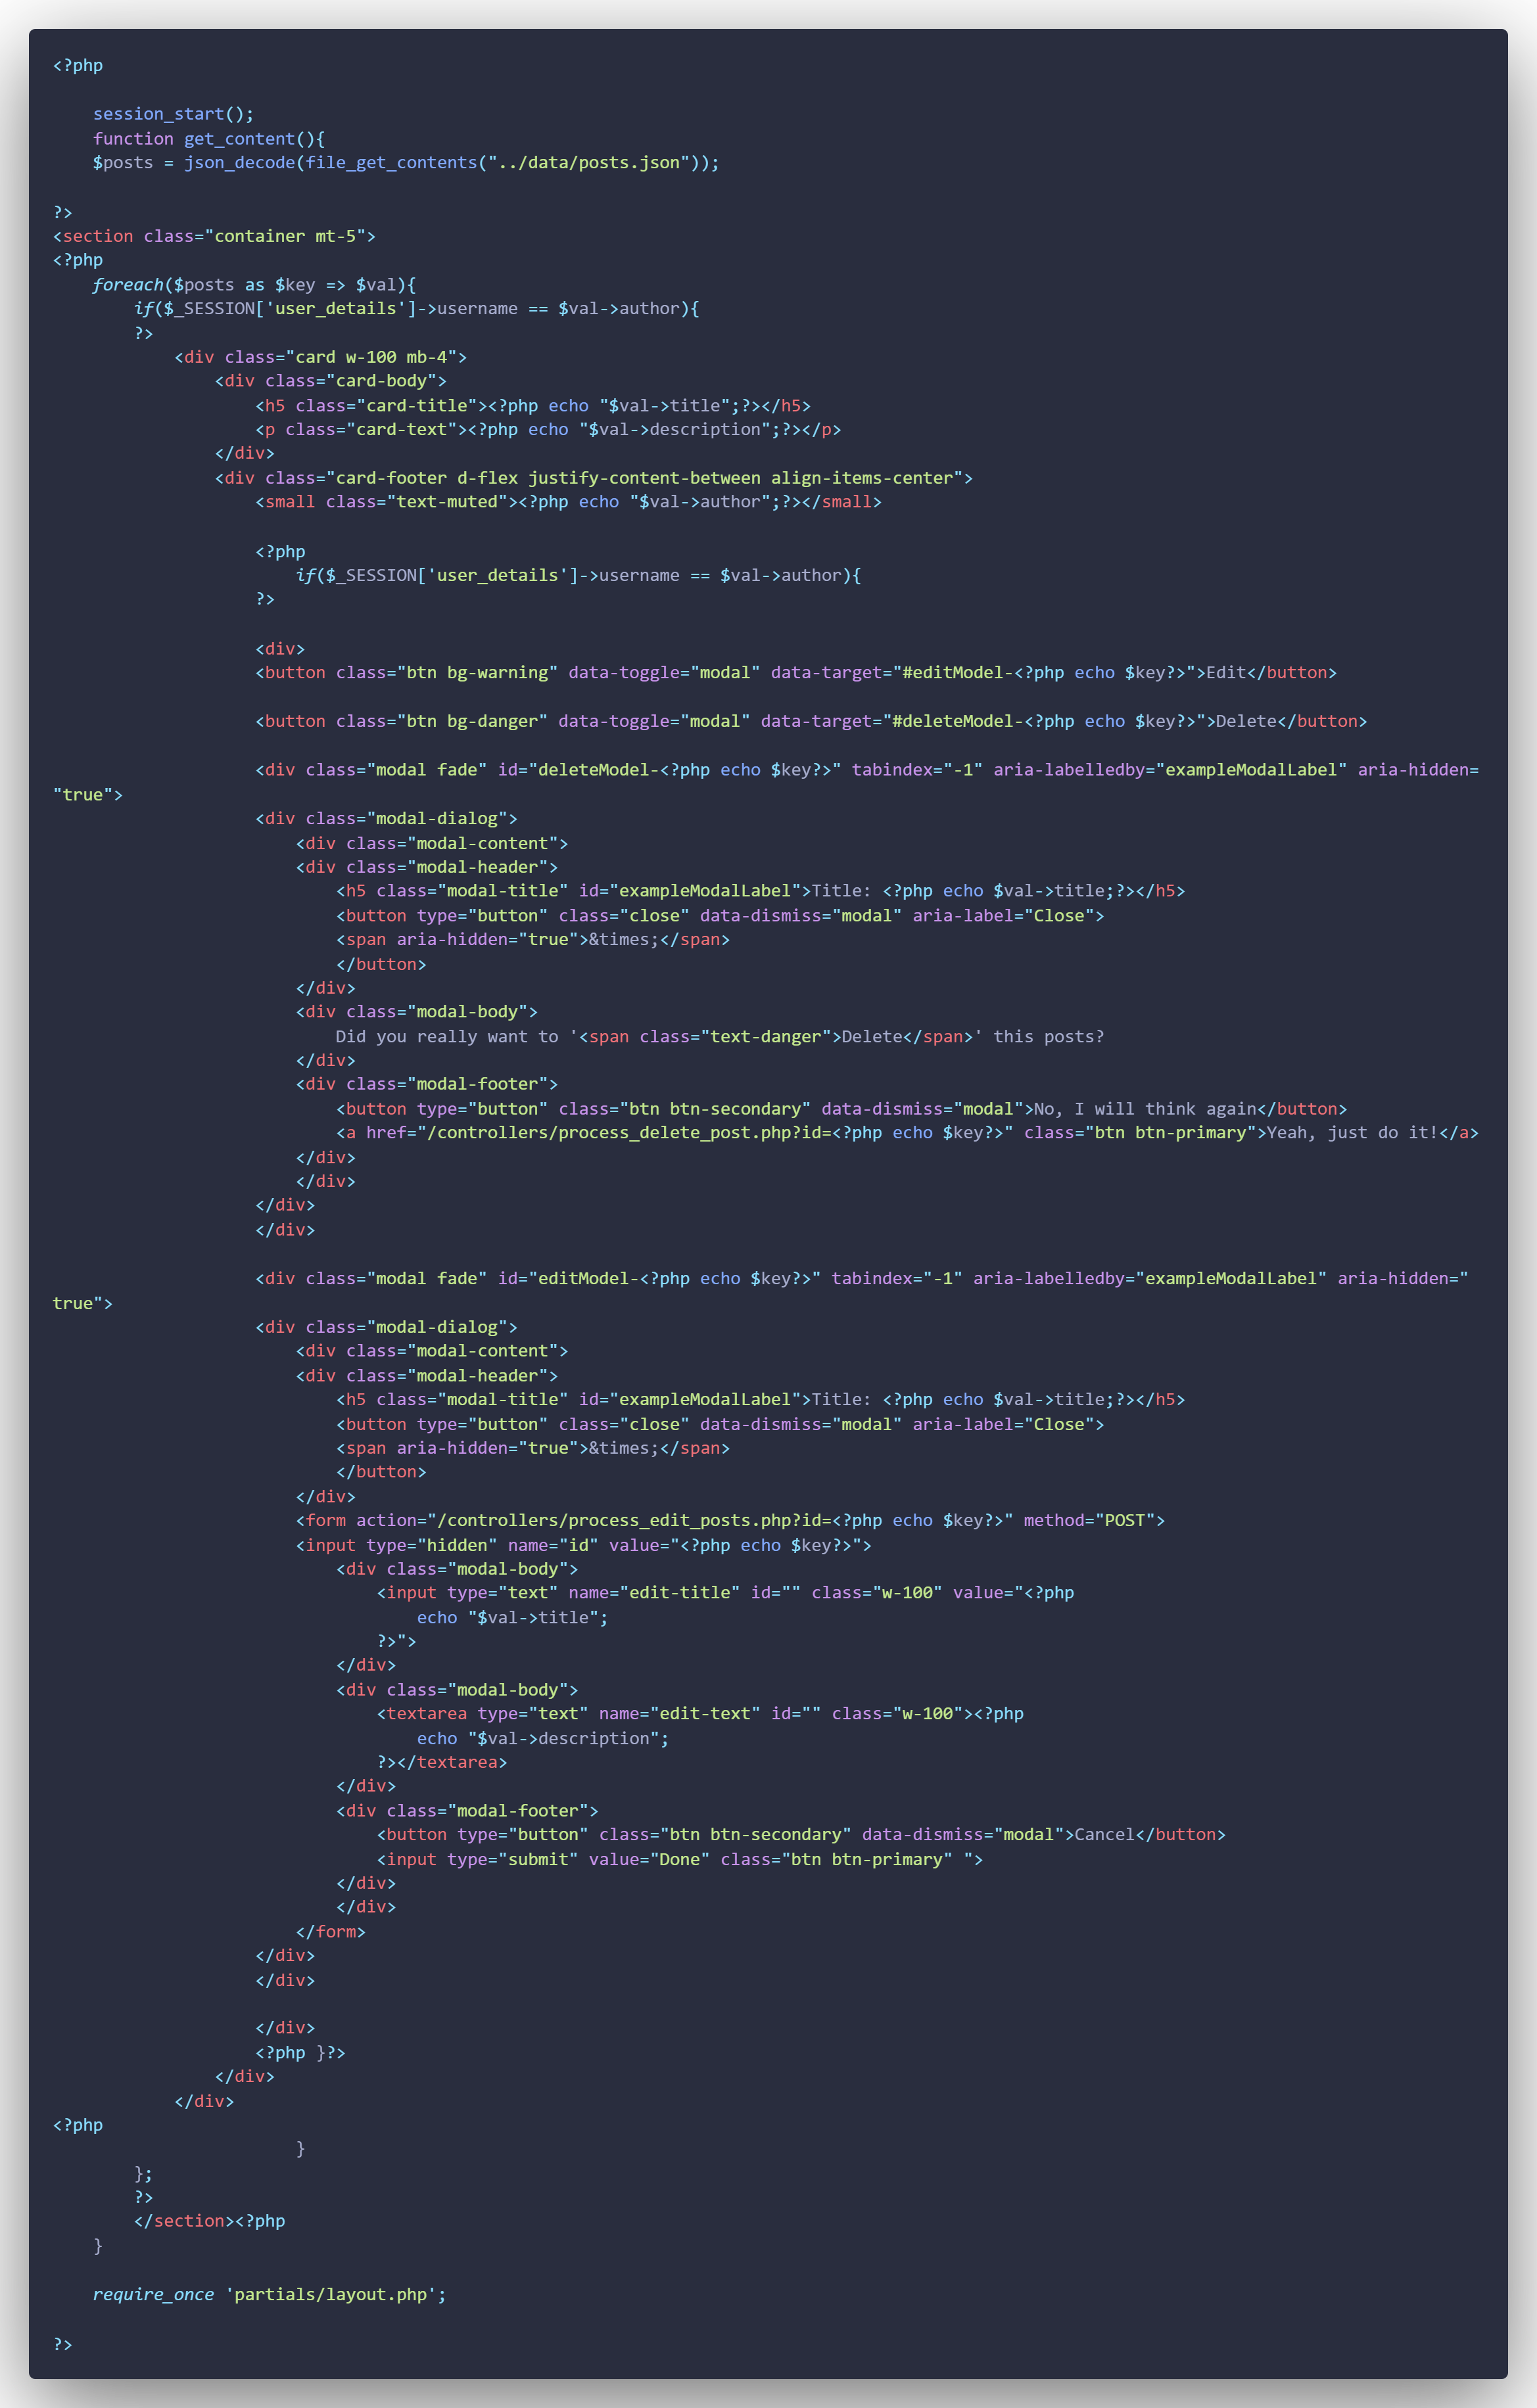 <?php

    session_start();
    function get_content(){
    $posts = json_decode(file_get_contents("../data/posts.json"));

?>
<section class="container mt-5">
<?php
    foreach($posts as $key => $val){
        if($_SESSION['user_details']->username == $val->author){
        ?>
            <div class="card w-100 mb-4">
                <div class="card-body">
                    <h5 class="card-title"><?php echo "$val->title";?></h5>
                    <p class="card-text"><?php echo "$val->description";?></p>
                </div>
                <div class="card-footer d-flex justify-content-between align-items-center">
                    <small class="text-muted"><?php echo "$val->author";?></small>

                    <?php
                        if($_SESSION['user_details']->username == $val->author){
                    ?>

                    <div>
                    <button class="btn bg-warning" data-toggle="modal" data-target="#editModel-<?php echo $key?>">Edit</button>

                    <button class="btn bg-danger" data-toggle="modal" data-target="#deleteModel-<?php echo $key?>">Delete</button>

                    <div class="modal fade" id="deleteModel-<?php echo $key?>" tabindex="-1" aria-labelledby="exampleModalLabel" aria-hidden=
"true">
                    <div class="modal-dialog">
                        <div class="modal-content">
                        <div class="modal-header">
                            <h5 class="modal-title" id="exampleModalLabel">Title: <?php echo $val->title;?></h5>
                            <button type="button" class="close" data-dismiss="modal" aria-label="Close">
                            <span aria-hidden="true">&times;</span>
                            </button>
                        </div>
                        <div class="modal-body">
                            Did you really want to '<span class="text-danger">Delete</span>' this posts?
                        </div>
                        <div class="modal-footer">
                            <button type="button" class="btn btn-secondary" data-dismiss="modal">No, I will think again</button>
                            <a href="/controllers/process_delete_post.php?id=<?php echo $key?>" class="btn btn-primary">Yeah, just do it!</a>
                        </div>
                        </div>
                    </div>
                    </div>

                    <div class="modal fade" id="editModel-<?php echo $key?>" tabindex="-1" aria-labelledby="exampleModalLabel" aria-hidden="
true">
                    <div class="modal-dialog">
                        <div class="modal-content">
                        <div class="modal-header">
                            <h5 class="modal-title" id="exampleModalLabel">Title: <?php echo $val->title;?></h5>
                            <button type="button" class="close" data-dismiss="modal" aria-label="Close">
                            <span aria-hidden="true">&times;</span>
                            </button>
                        </div>
                        <form action="/controllers/process_edit_posts.php?id=<?php echo $key?>" method="POST">
                        <input type="hidden" name="id" value="<?php echo $key?>">
                            <div class="modal-body">
                                <input type="text" name="edit-title" id="" class="w-100" value="<?php
                                    echo "$val->title";
                                ?>">
                            </div>
                            <div class="modal-body">
                                <textarea type="text" name="edit-text" id="" class="w-100"><?php
                                    echo "$val->description";
                                ?></textarea>
                            </div>
                            <div class="modal-footer">
                                <button type="button" class="btn btn-secondary" data-dismiss="modal">Cancel</button>
                                <input type="submit" value="Done" class="btn btn-primary" ">
                            </div>
                            </div>
                        </form>
                    </div>
                    </div>

                    </div>
                    <?php }?>
                </div>
            </div>
<?php
                        }
        };
        ?>
        </section><?php
    }

    require_once 'partials/layout.php';

?>